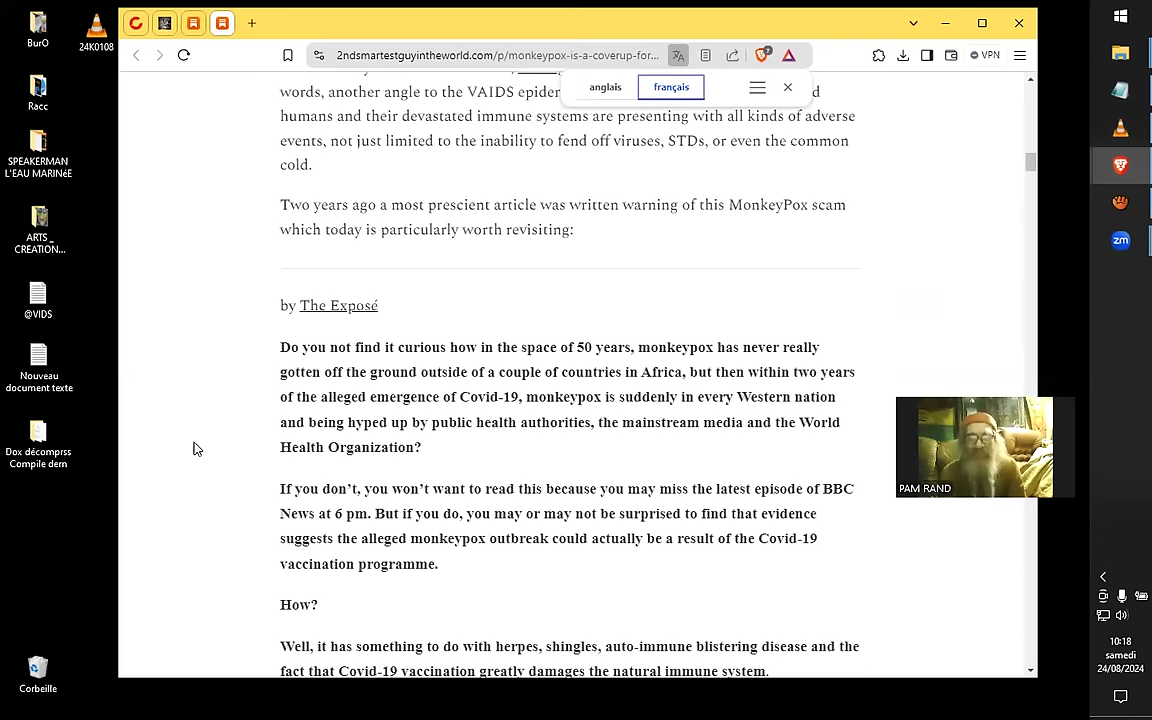 BurO
24K0108
Racc
SPEAKERMAN
L'EAU MARINéE
ARTS _
CREATION...
@VIDS
Nouveau
document texte
Dox décomprss
Compile dern
Corbeille
2ndsmartestguyintheworld.com/p/monkeypox-is-a-coverup-for...
VPN
anglais
français
words, another angle to the VAIDS epider
humans and their devastated immune systems are presenting with all kinds of adverse
events, not just limited to the inability to fend off viruses, STDs, or even the common
cold.
Two years ago a most prescient article was written warning of this MonkeyPox scam
which today is particularly worth revisiting:
by The Exposé
Do you not find it curious how in the space of 50 years, monkeypox has never really
gotten off the ground outside of a couple of countries in Africa, but then within two years
of the alleged emergence of Covid-19, monkeypox is suddenly in every Western nation
and being hyped up by public health authorities, the mainstream media and the World
Health Organization?
If you don't, you won't want to read this because you may miss the latest episode of BBC
News at 6 pm. But if you do, you may or may not be surprised to find that evidence
suggests the alleged monkeypox outbreak could actually be a result of the Covid-19
vaccination programme.
How?
Well, it has something to do with herpes, shingles, auto-immune blistering disease and the
fact that Covid-19 vaccination greatly damages the natural immune system.
PAM RAND
zm
10:18
samedi
24/08/2024